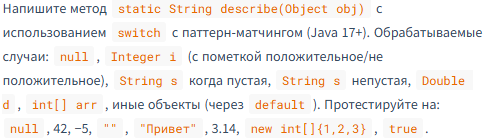 Напишите метод static String describe(Object obj) с
использованием switch с паттерн-матчингом (Java 17+). Обрабатываемые
случаи: null , Integer i (с пометкой положительное/не
положительное), String s когда пустая, String s непустая, Double
d , int[] arr , иные объекты (через default ). Протестируйте на:
null , 42, −5, "" , "Привет" , 3.14, new int[]{1,2,3} , true .